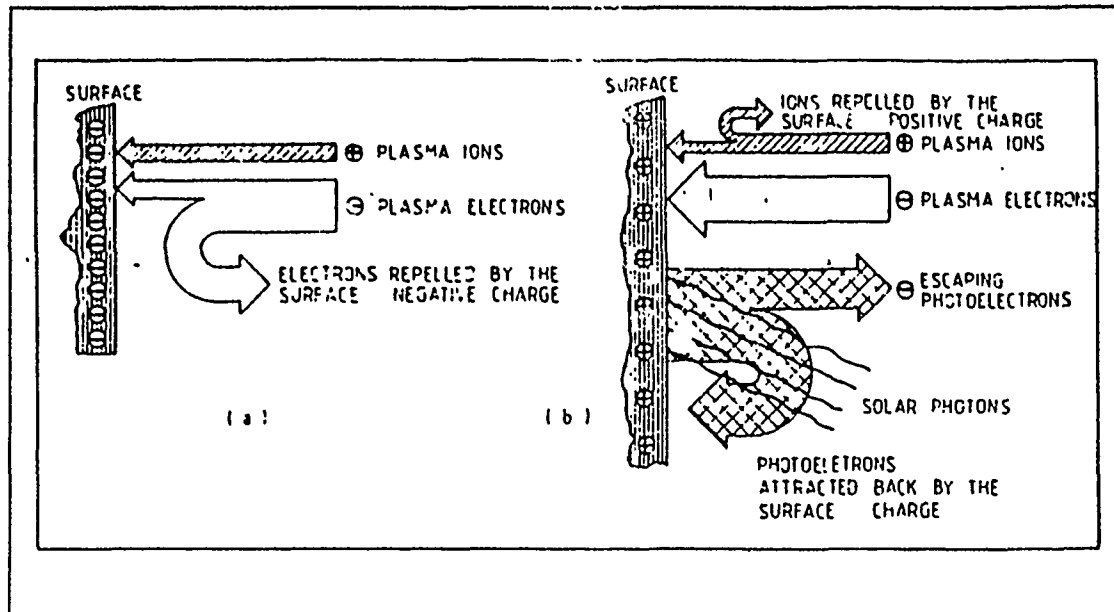 SURFACE
⊕ PLASMA IONS
⊖ PLASMA ELECTRONS
ELECTRONS REPELLED BY THE
SURFACE NEGATIVE CHARGE
(a)
SURFACE
IONS REPELLED BY THE
SURFACE POSITIVE CHARGE
⊕ PLASMA IONS
⊖ PLASMA ELECTRONS
⊖ ESCAPING
PHOTOELECTRONS
SOLAR PHOTONS
(b)
PHOTOELETRONS
ATTRACTED BACK BY THE
SURFACE CHARGE